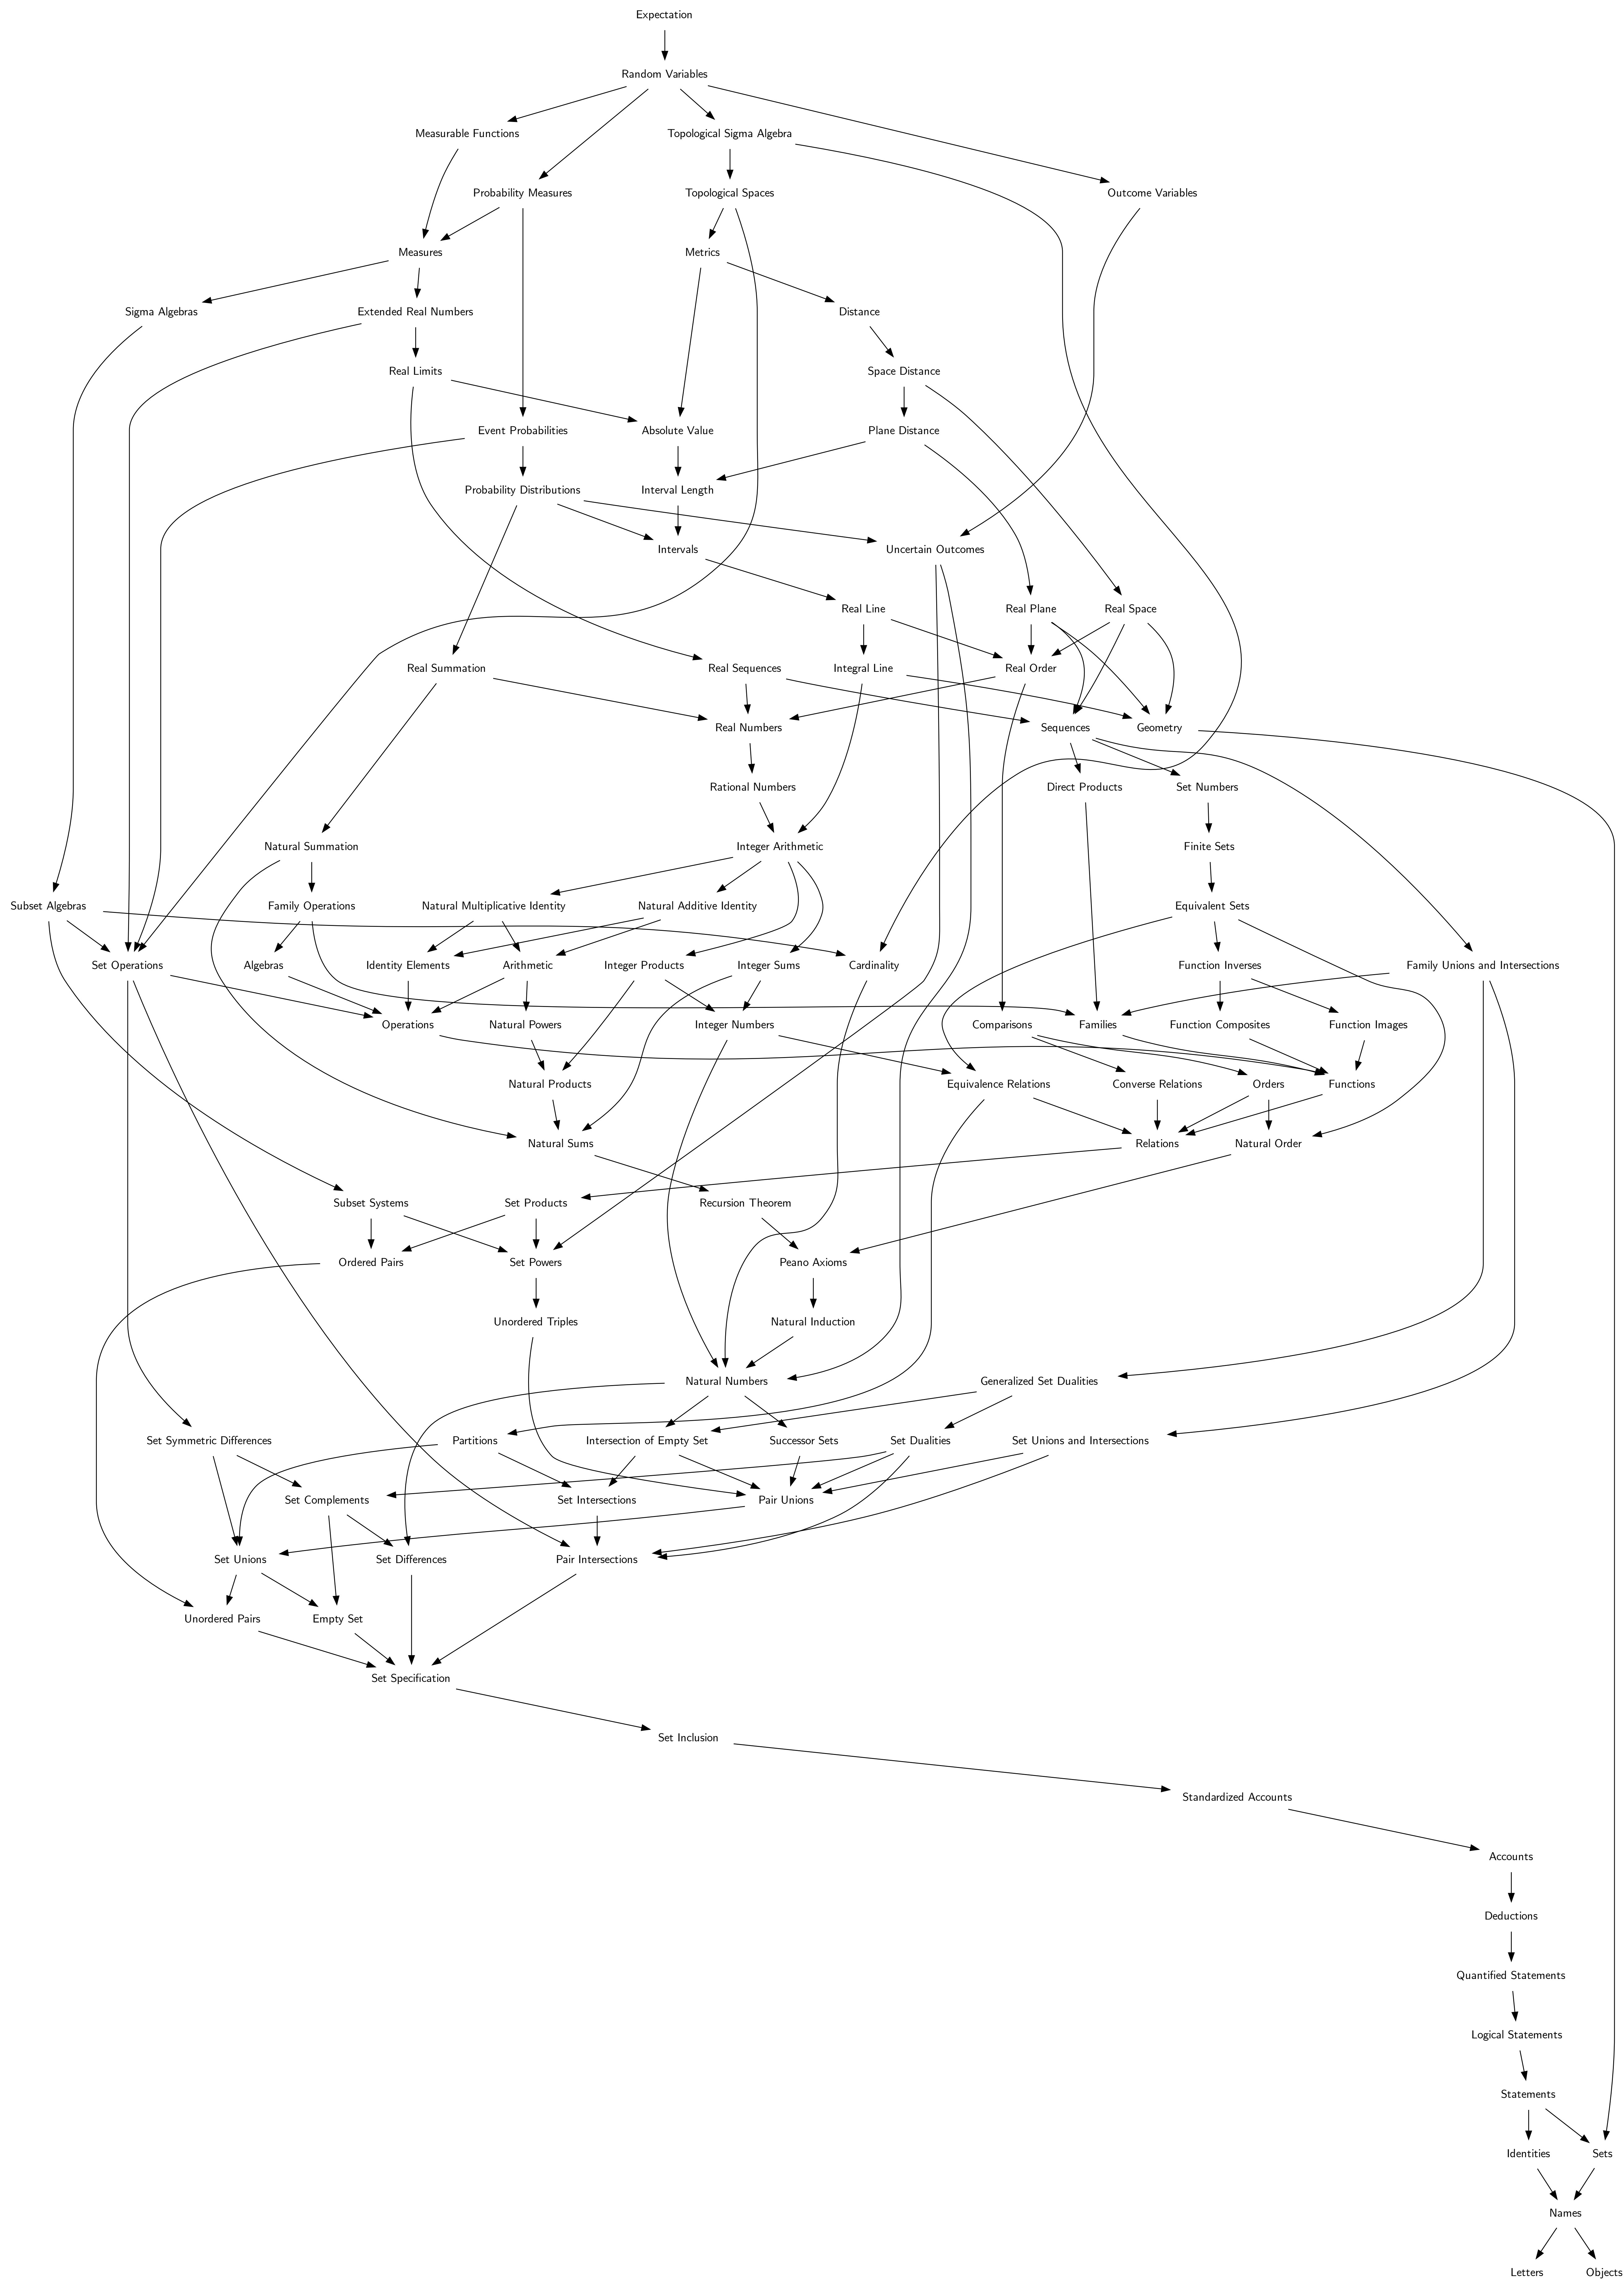 Expectation
Random Variables
Measurable Functions
Topological Sigma Algebra
Probability Measures
Topological Spaces
Outcome Variables
Measures
Metrics
Sigma Algebras
Extended Real Numbers
Distance
Real Limits
Space Distance
Event Probabilities
Absolute Value
Plane Distance
Probability Distributions
Interval Length
Intervals
Uncertain Outcomes
Real Line
Real Plane
Real Space
Real Summation
Real Sequences
Integral Line
Real Order
Real Numbers
Sequences
Geometry
Rational Numbers
Direct Products
Set Numbers
Natural Summation
Integer Arithmetic
Finite Sets
Subset Algebras
Family Operations
Natural Multiplicative Identity
Natural Additive Identity
Equivalent Sets
Set Operations
Algebras
Identity Elements
Arithmetic
Integer Products
Integer Sums
Cardinality
Function Inverses
Family Unions and Intersections
Operations
Natural Powers
Integer Numbers
Comparisons
Families
Function Composites
Function Images
Natural Products
Equivalence Relations
Converse Relations
Orders
Functions
Natural Sums
Relations
Natural Order
Subset Systems
Set Products
Recursion Theorem
Ordered Pairs
Set Powers
Peano Axioms
Unordered Triples
Natural Induction
Natural Numbers
Generalized Set Dualities
Set Symmetric Differences
Partitions
Intersection of Empty Set
Successor Sets
Set Dualities
Set Unions and Intersections
Set Complements
Set Intersections
Pair Unions
Set Unions
Set Differences
Pair Intersections
Unordered Pairs
Empty Set
Set Specification
Set Inclusion
Standardized Accounts
Accounts
Deductions
Quantified Statements
Logical Statements
Statements
Identities
Sets
Names
Letters
Objects